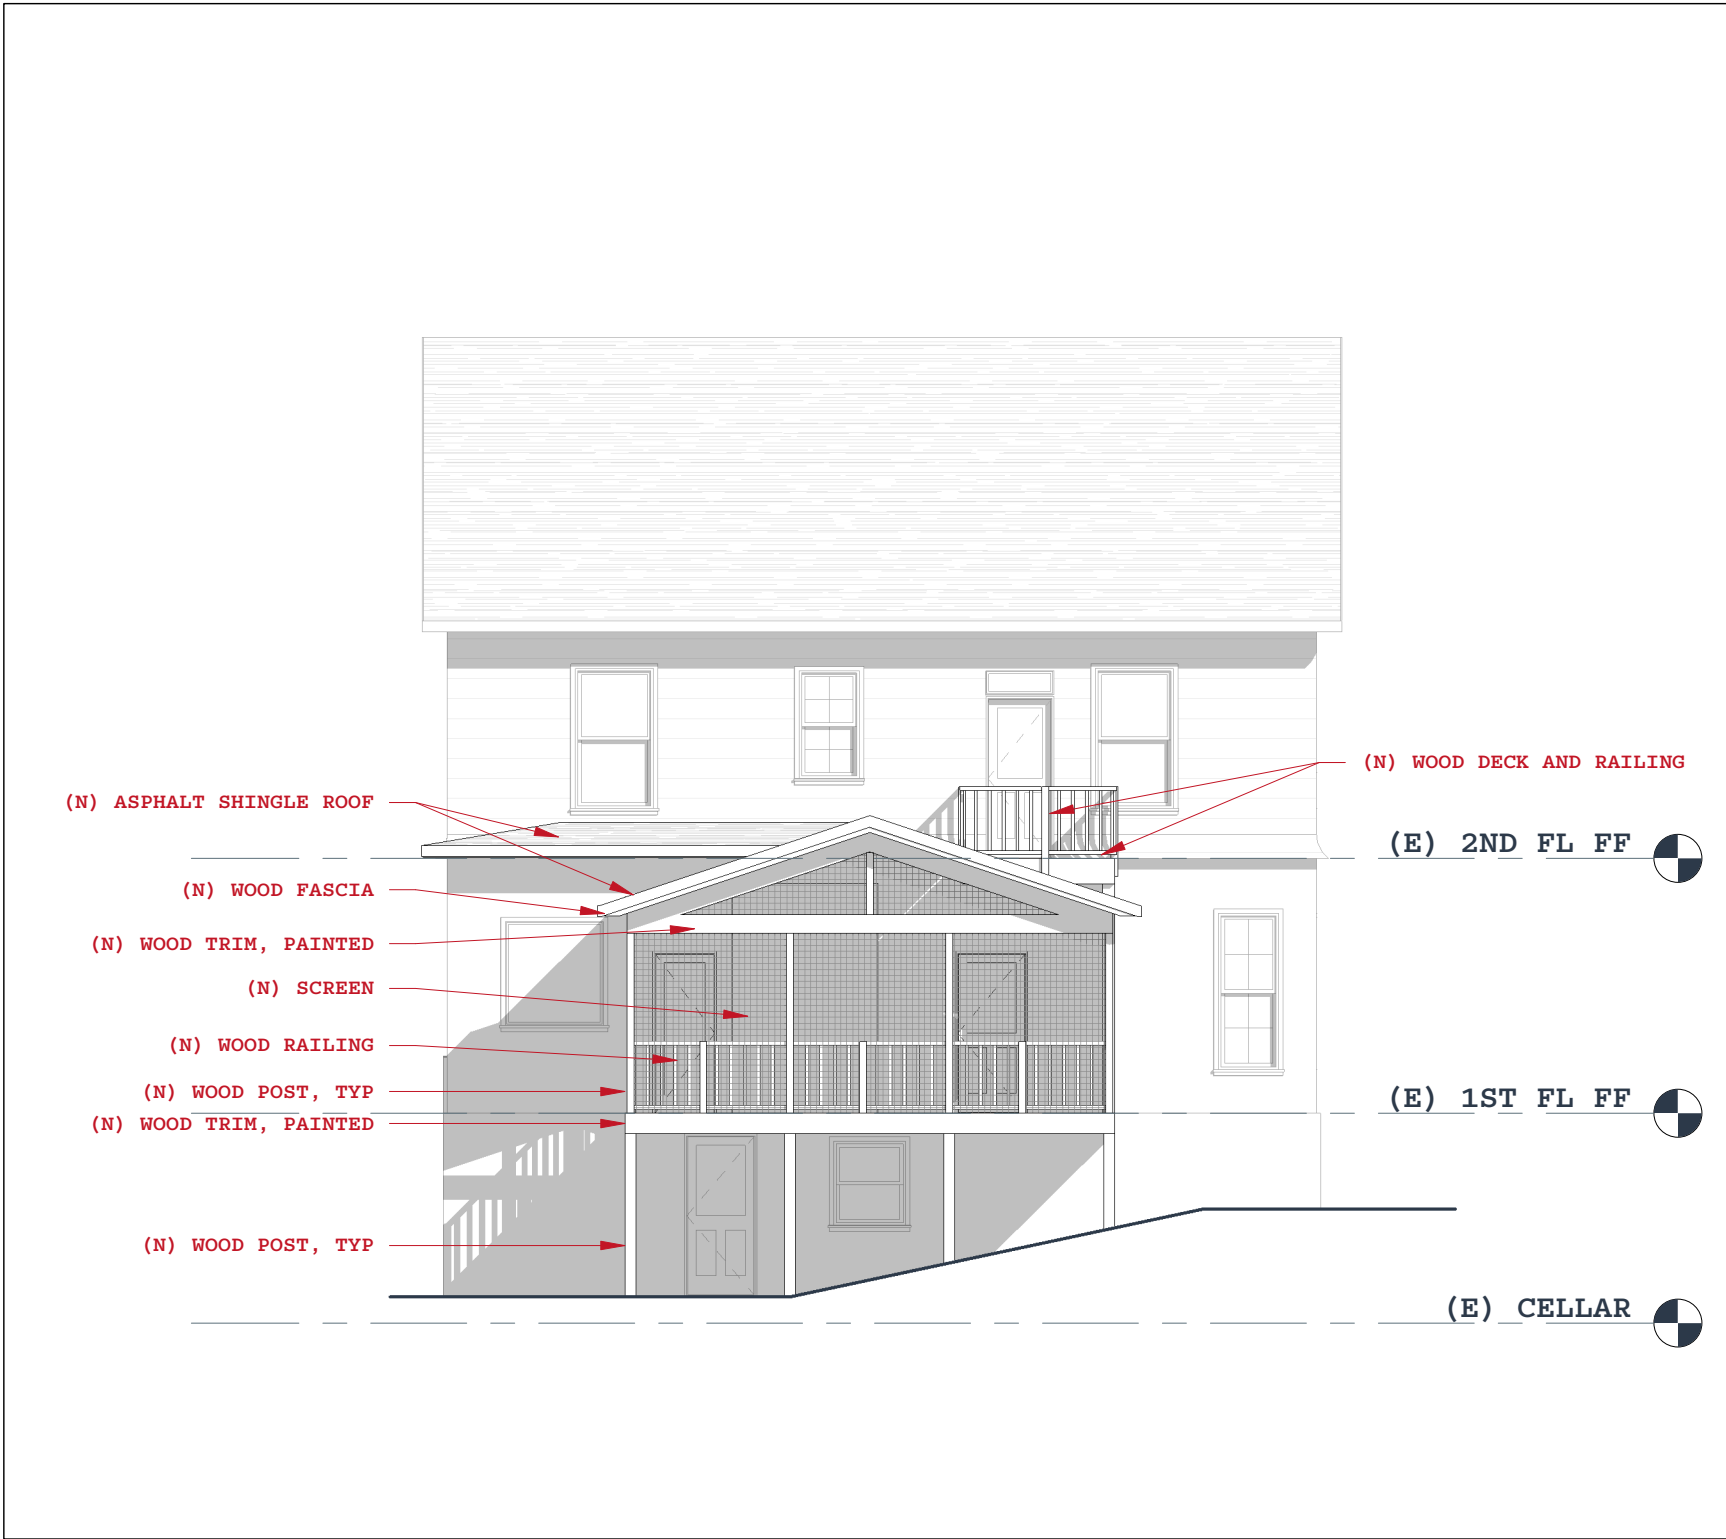 (N) WOOD DECK AND RAILING
(N) ASPHALT SHINGLE ROOF
(E) 2ND FL FF
(N) WOOD FASCIA
(N) WOOD TRIM, PAINTED
(N) SCREEN
(N) WOOD RAILING
(N) WOOD POST, TYP
(E) 1ST FL FF
(N) WOOD TRIM, PAINTED
(N) WOOD POST, TYP
(E) CELLAR